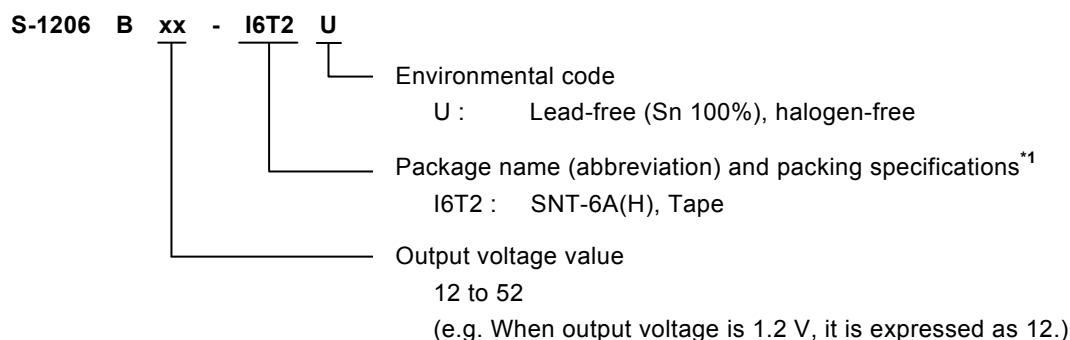 S-1206 B xx - I6T2 U
Environmental code
U : Lead-free (Sn 100%), halogen-free
Package name (abbreviation) and packing specifications*1
I6T2 : SNT-6A(H), Tape
Output voltage value
12 to 52
(e.g. When output voltage is 1.2 V, it is expressed as 12.)